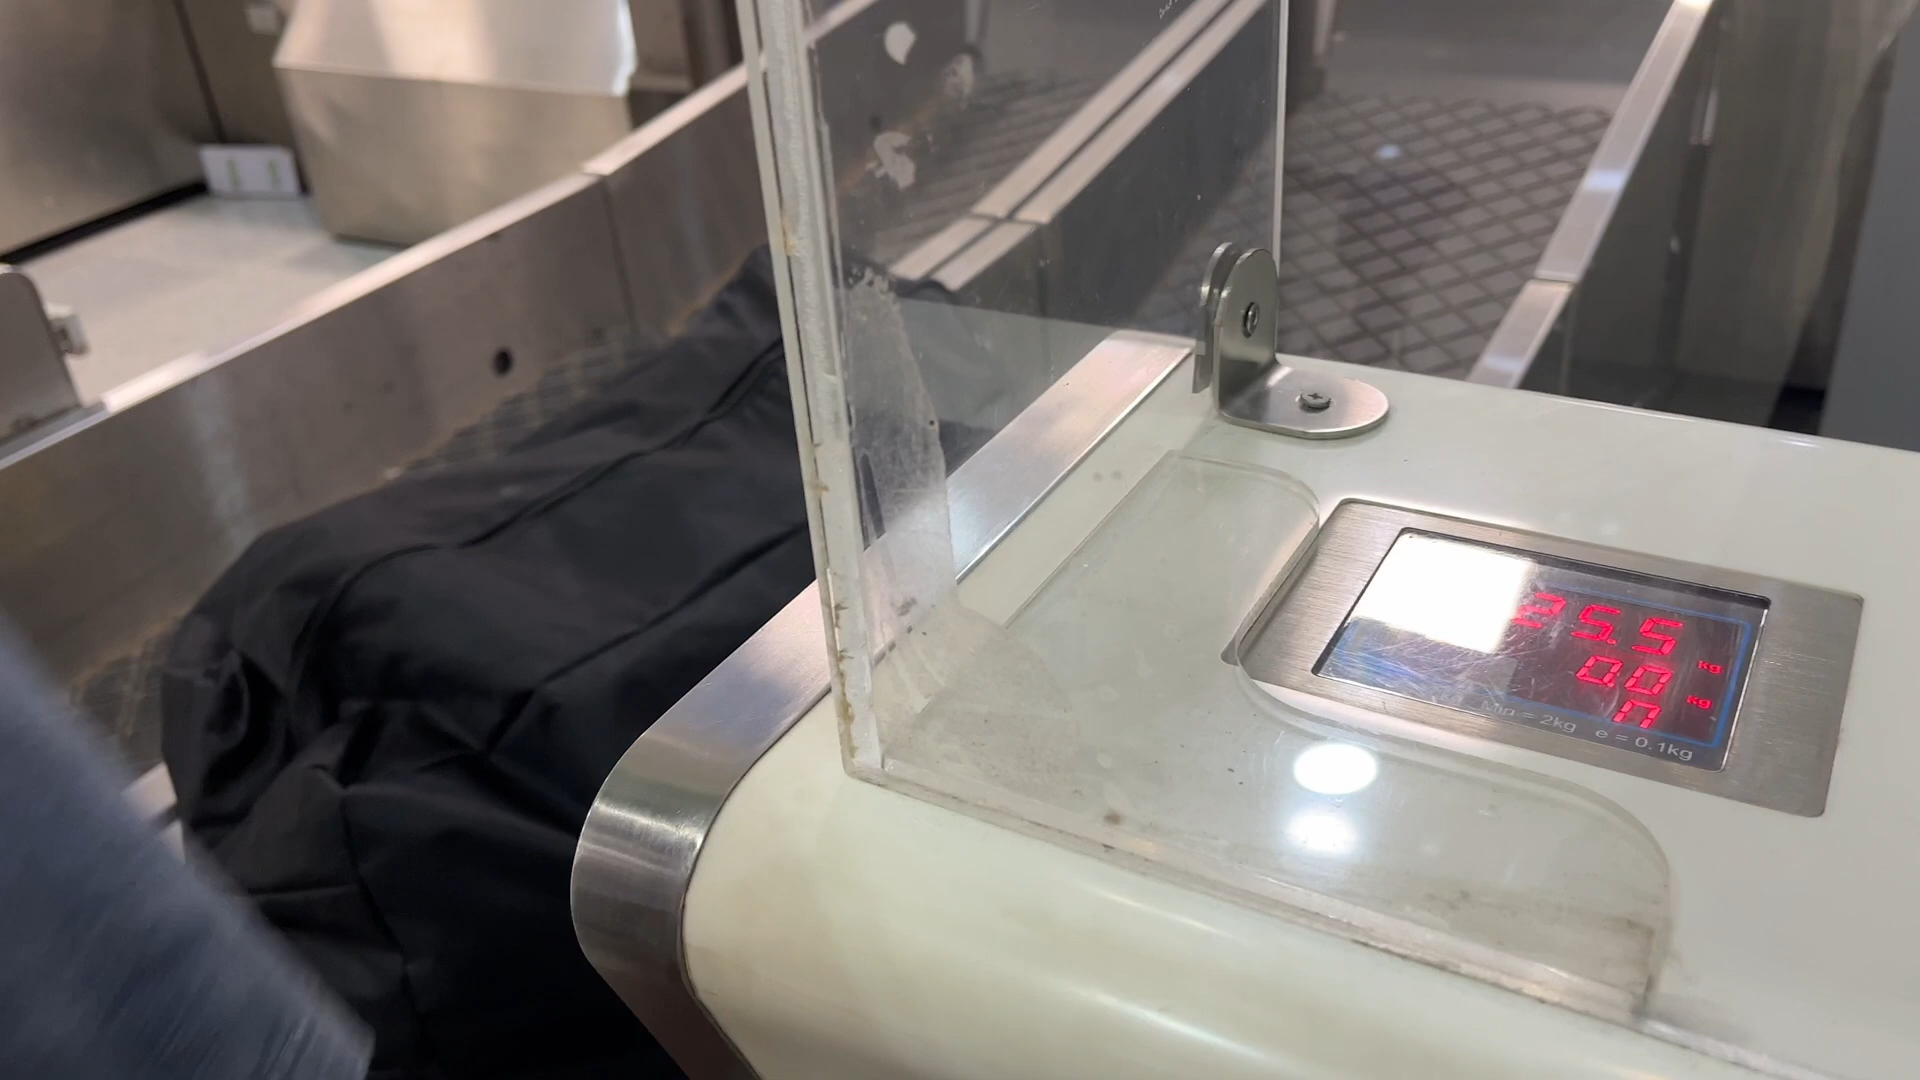 25.5 kg
0.0 kg
Min = 2kg e = 0.1kg